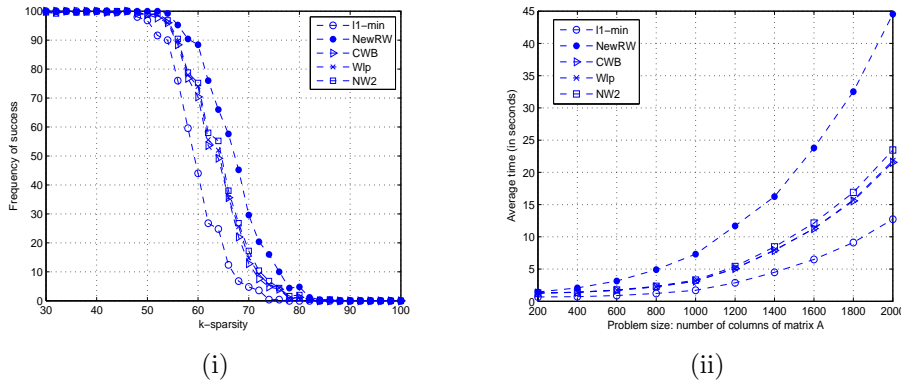 100
90
80
70
60
50
40
30
20
10
0
Frequency of success
30 40 50 60 70 80 90 100
k−sparsity
l1−min
NewRW
CWB
Wlp
NW2
(i)
45
40
35
30
25
20
15
10
5
0
Average time (in seconds)
200 400 600 800 1000 1200 1400 1600 1800 2000
Problem size: number of columns of matrix A
l1−min
NewRW
CWB
Wlp
NW2
(ii)